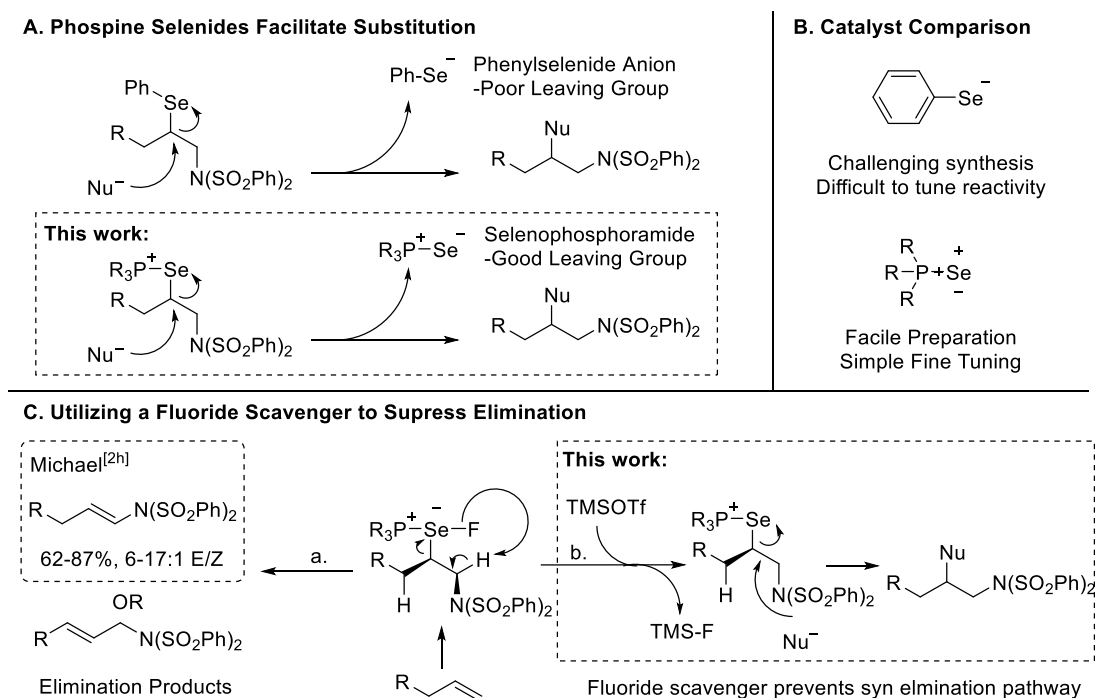 A. Phospine Selenides Facilitate Substitution
Ph
Se
R
N(SO2Ph)2
Nu−
Ph-Se−
Phenylselenide Anion
-Poor Leaving Group
Nu
R
N(SO2Ph)2
This work:
R3P+–Se
R
N(SO2Ph)2
Nu−
R3P+–Se−
Selenophosphoramide
-Good Leaving Group
Nu
R
N(SO2Ph)2
B. Catalyst Comparison
Se−
Challenging synthesis
Difficult to tune reactivity
R
R–P+Se
R
+
−
Facile Preparation
Simple Fine Tuning
C. Utilizing a Fluoride Scavenger to Supress Elimination
Michael[2h]
R
N(SO2Ph)2
62-87%, 6-17:1 E/Z
OR
R
N(SO2Ph)2
Elimination Products
a.
R3P+–Se−–F
R
H
H
N(SO2Ph)2
R
b.
This work:
TMSOTf
TMS-F
R3P+–Se
R
H
N(SO2Ph)2
Nu−
Nu
R
N(SO2Ph)2
Fluoride scavenger prevents syn elmination pathway